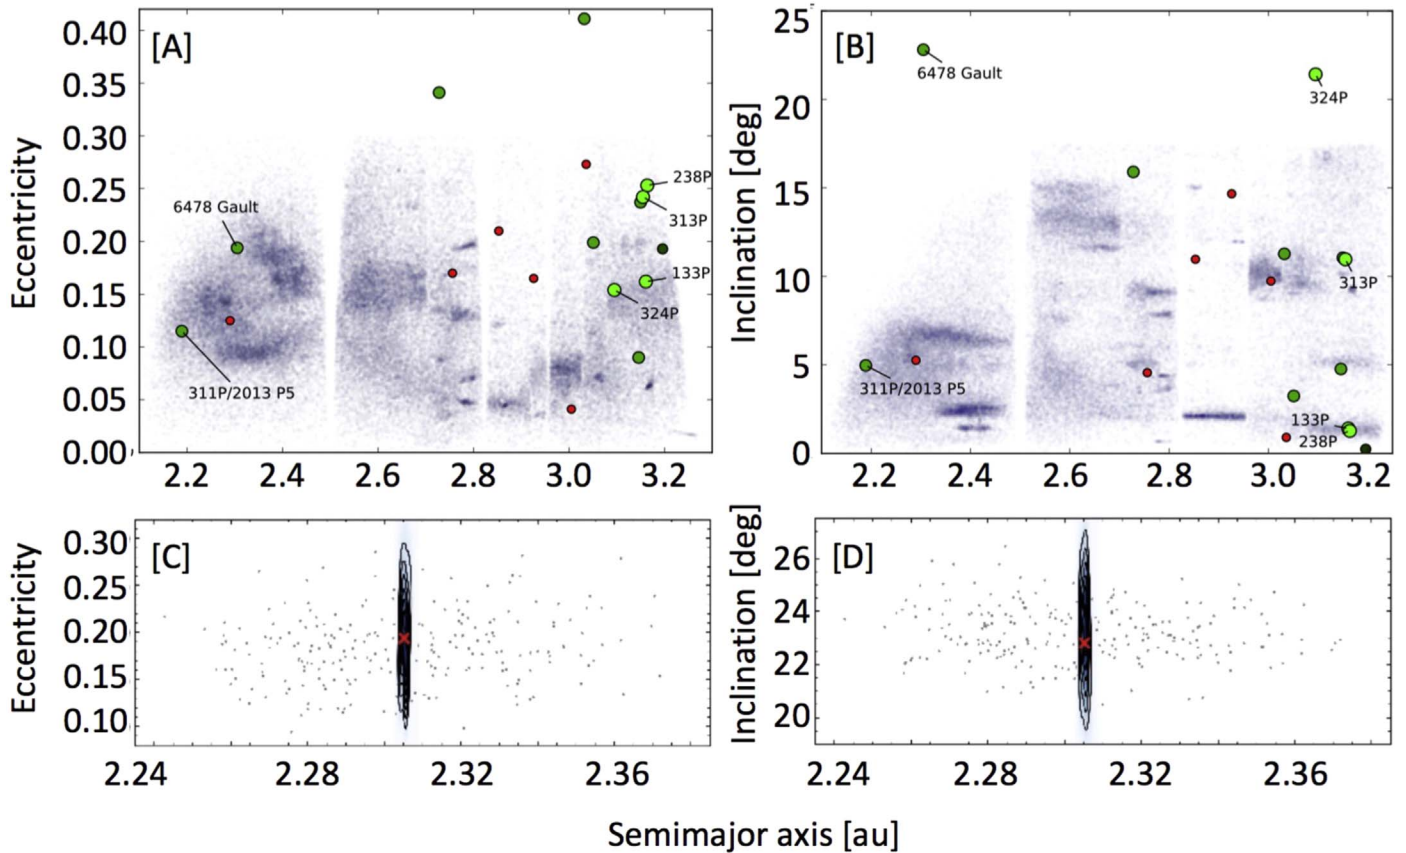 [A]
Eccentricity
0.40
0.35
0.30
0.25
0.20
0.15
0.10
0.05
0.00
6478 Gault
311P/2013 P5
238P
313P
133P
324P
2.2 2.4 2.6 2.8 3.0 3.2
[B]
Inclination [deg]
25
20
15
10
5
0
6478 Gault
324P
313P
311P/2013 P5
133P
238P
2.2 2.4 2.6 2.8 3.0 3.2
[C]
Eccentricity
0.30
0.25
0.20
0.15
0.10
2.24 2.28 2.32 2.36
[D]
Inclination [deg]
26
24
22
20
2.24 2.28 2.32 2.36
Semimajor axis [au]